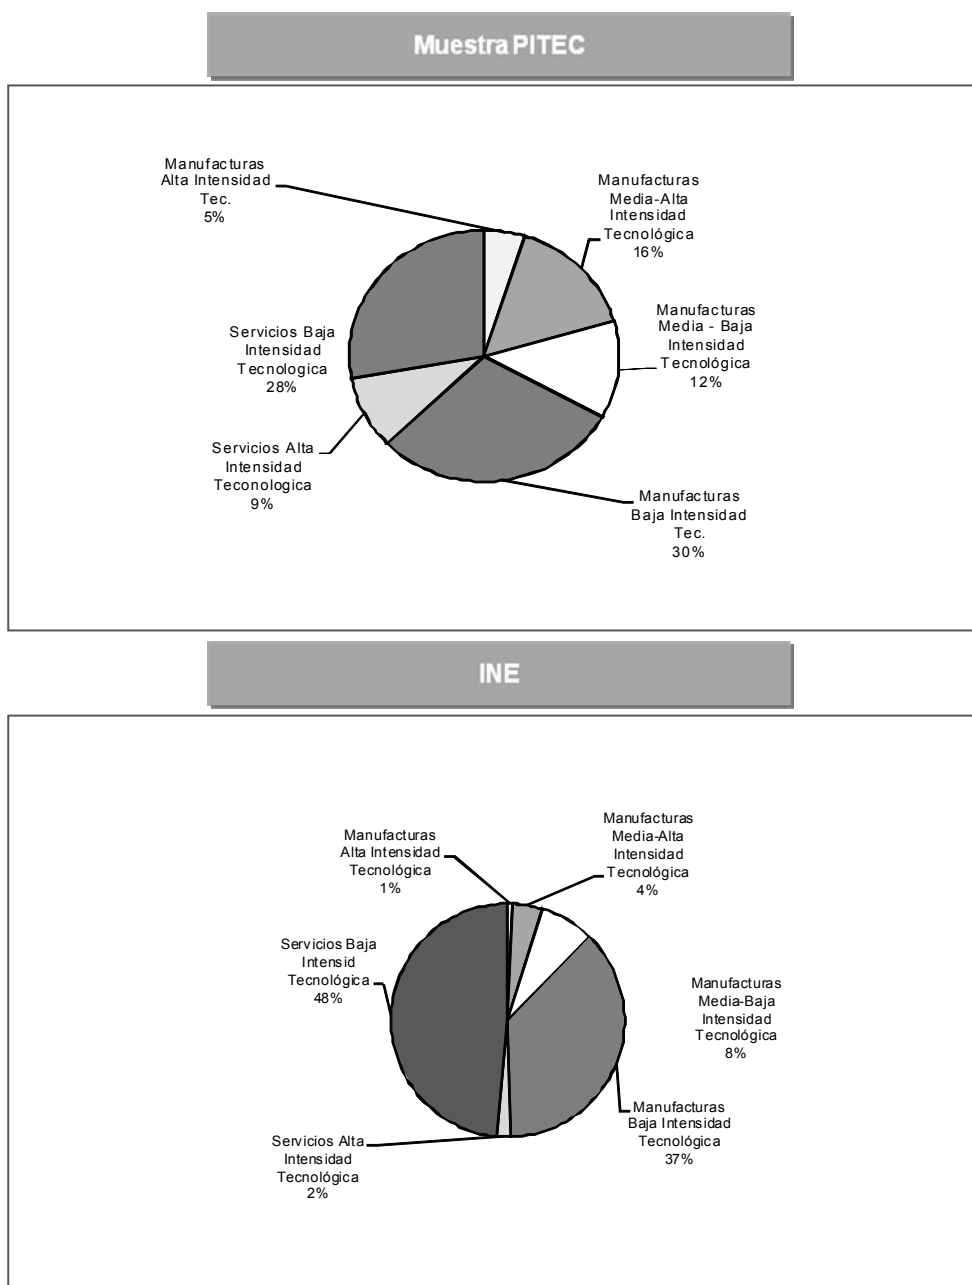 Muestra PITEC
Manufacturas
Alta Intensidad
Tec.
5%
Manufacturas
Media-Alta
Intensidad
Tecnológica
16%
Manufacturas
Media - Baja
Intensidad
Tecnológica
12%
Servicios Baja
Intensidad
Tecnologica
28%
Servicios Alta
Intensidad
Teconologica
9%
Manufacturas
Baja Intensidad
Tec.
30%
INE
Manufacturas
Alta Intensidad
Tecnológica
1%
Manufacturas
Media-Alta
Intensidad
Tecnológica
4%
Servicios Baja
Intensid
Tecnológica
48%
Manufacturas
Media-Baja
Intensidad
Tecnológica
8%
Manufacturas
Baja Intensidad
Tecnológica
37%
Servicios Alta
Intensidad
Tecnológica
2%